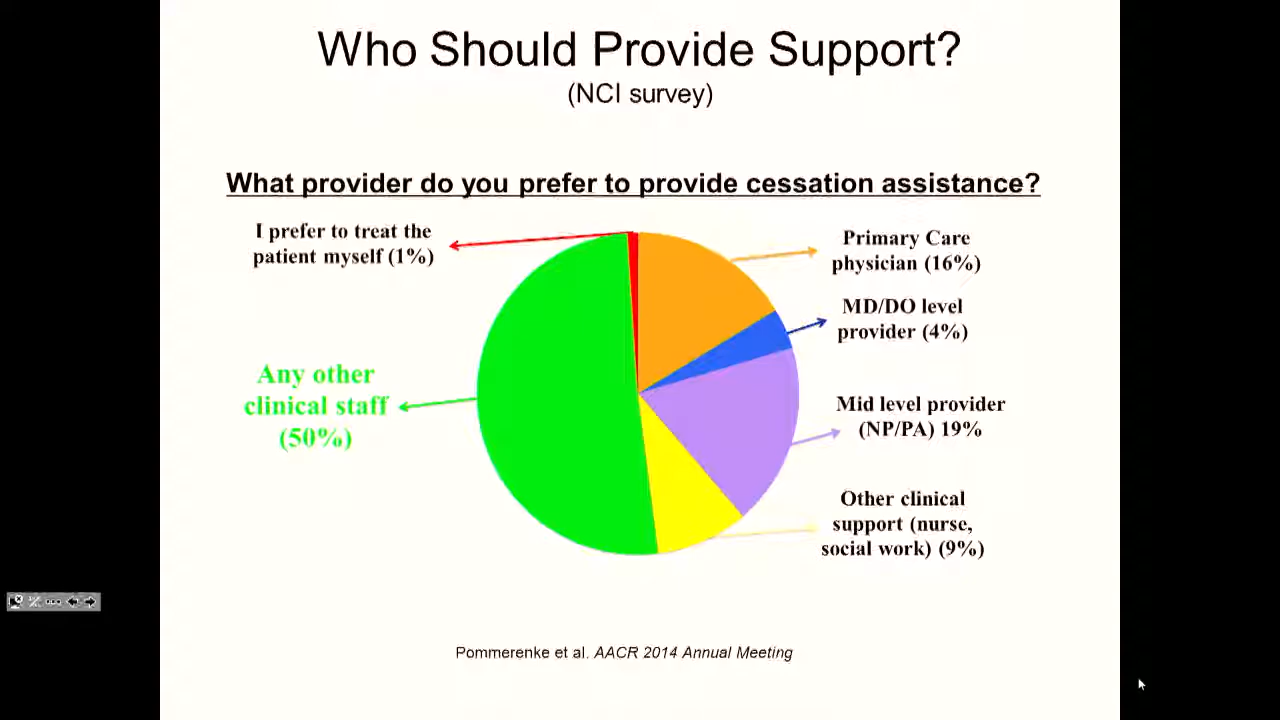 Who Should Provide Support?
(NCI survey)
What provider do you prefer to provide cessation assistance?
I prefer to treat the
patient myself (1%)
Primary Care
physician (16%)
MD/DO level
provider (4%)
Any other
clinical staff
(50%)
Mid level provider
(NP/PA) 19%
Other clinical
support (nurse,
social work) (9%)
Pommerenke et al. AACR 2014 Annual Meeting